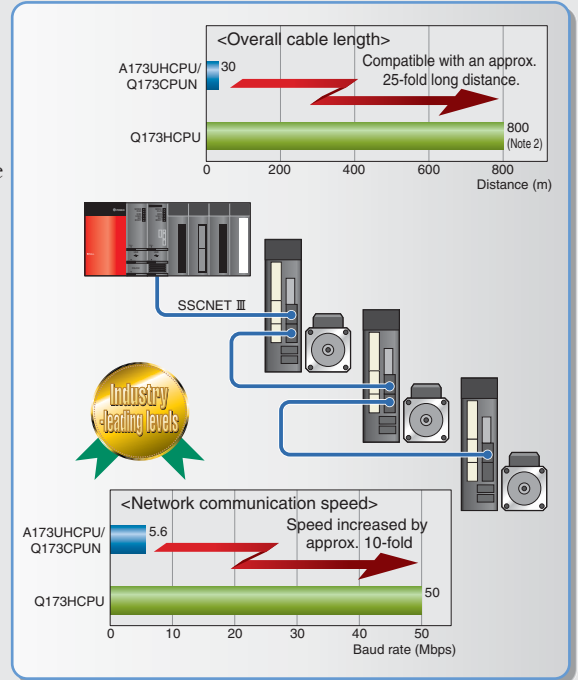 <Overall cable length>
A173UHCPU/
Q173CPUN
30
Compatible with an approx.
25-fold long distance.
Q173HCPU
800
(Note 2)
0 200 400 600 800
Distance (m)
SSCNET Ⅲ
Industry
-leading levels
<Network communication speed>
A173UHCPU/
Q173CPUN
5.6
Speed increased by
approx. 10-fold
Q173HCPU
50
0 10 20 30 40 50
Baud rate (Mbps)